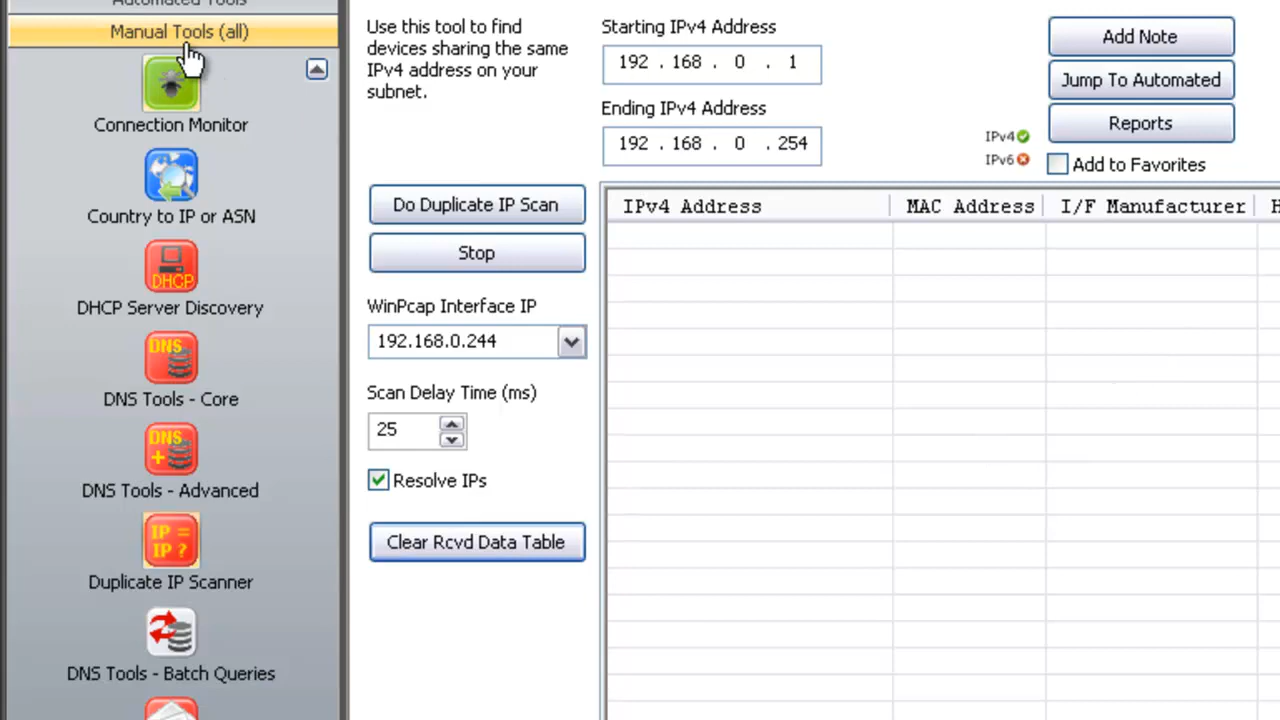 Automated Tools
Manual Tools (all)
Connection Monitor
Country to IP or ASN
DHCP
DHCP Server Discovery
DNS
DNS Tools - Core
DNS
+
DNS Tools - Advanced
IP =
IP ?
Duplicate IP Scanner
DNS Tools - Batch Queries
Use this tool to find
devices sharing the same
IPv4 address on your
subnet.
Starting IPv4 Address
192 . 168 . 0 . 1
Ending IPv4 Address
192 . 168 . 0 . 254
Add Note
Jump To Automated
Reports
IPv4
IPv6
Add to Favorites
Do Duplicate IP Scan
Stop
WinPcap Interface IP
192.168.0.244
Scan Delay Time (ms)
25
Resolve IPs
Clear Rcvd Data Table
IPv4 Address MAC Address I/F Manufacturer